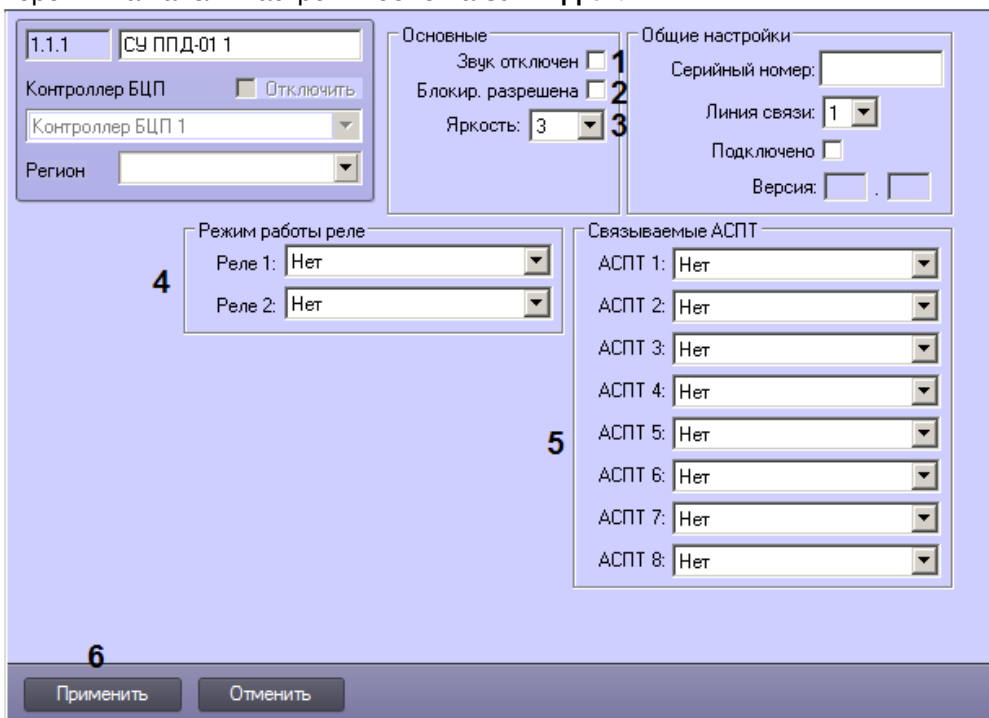 1.1.1 СУ ППД-01 1
Контроллер БЦП Отключить
Контроллер БЦП 1
Регион
Основные
Звук отключен 1
Блокир. разрешена 2
Яркость: 3 3
Общие настройки
Серийный номер:
Линия связи: 1
Подключено
Версия: .
Режим работы реле
4
Реле 1: Нет
Реле 2: Нет
Связываемые АСПТ
АСПТ 1: Нет
АСПТ 2: Нет
АСПТ 3: Нет
АСПТ 4: Нет
5
АСПТ 5: Нет
АСПТ 6: Нет
АСПТ 7: Нет
АСПТ 8: Нет
6
Применить Отменить